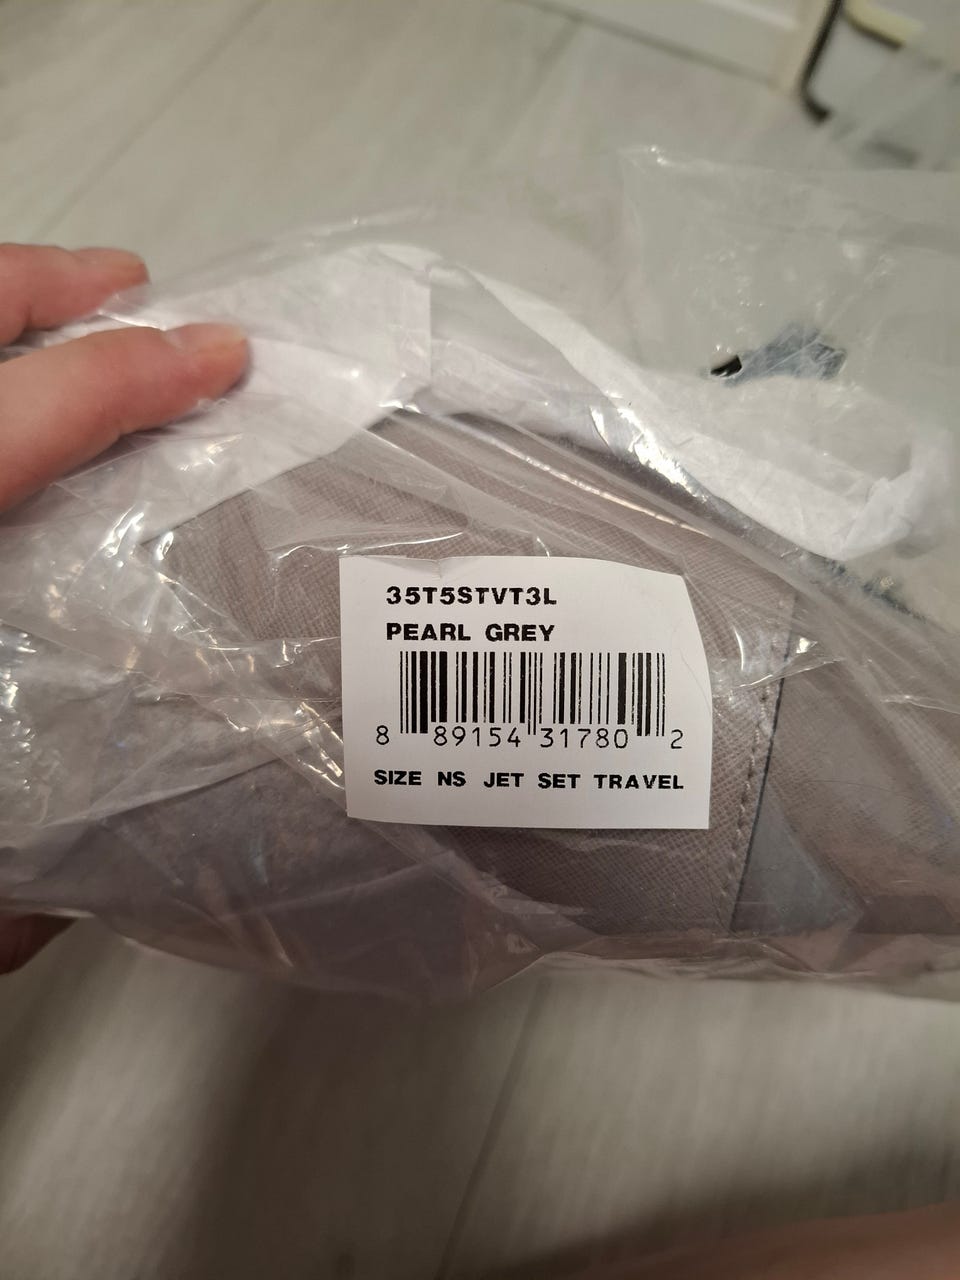 35T5STVT3L
PEARL GREY
8 89154 31780 2
SIZE NS JET SET TRAVEL